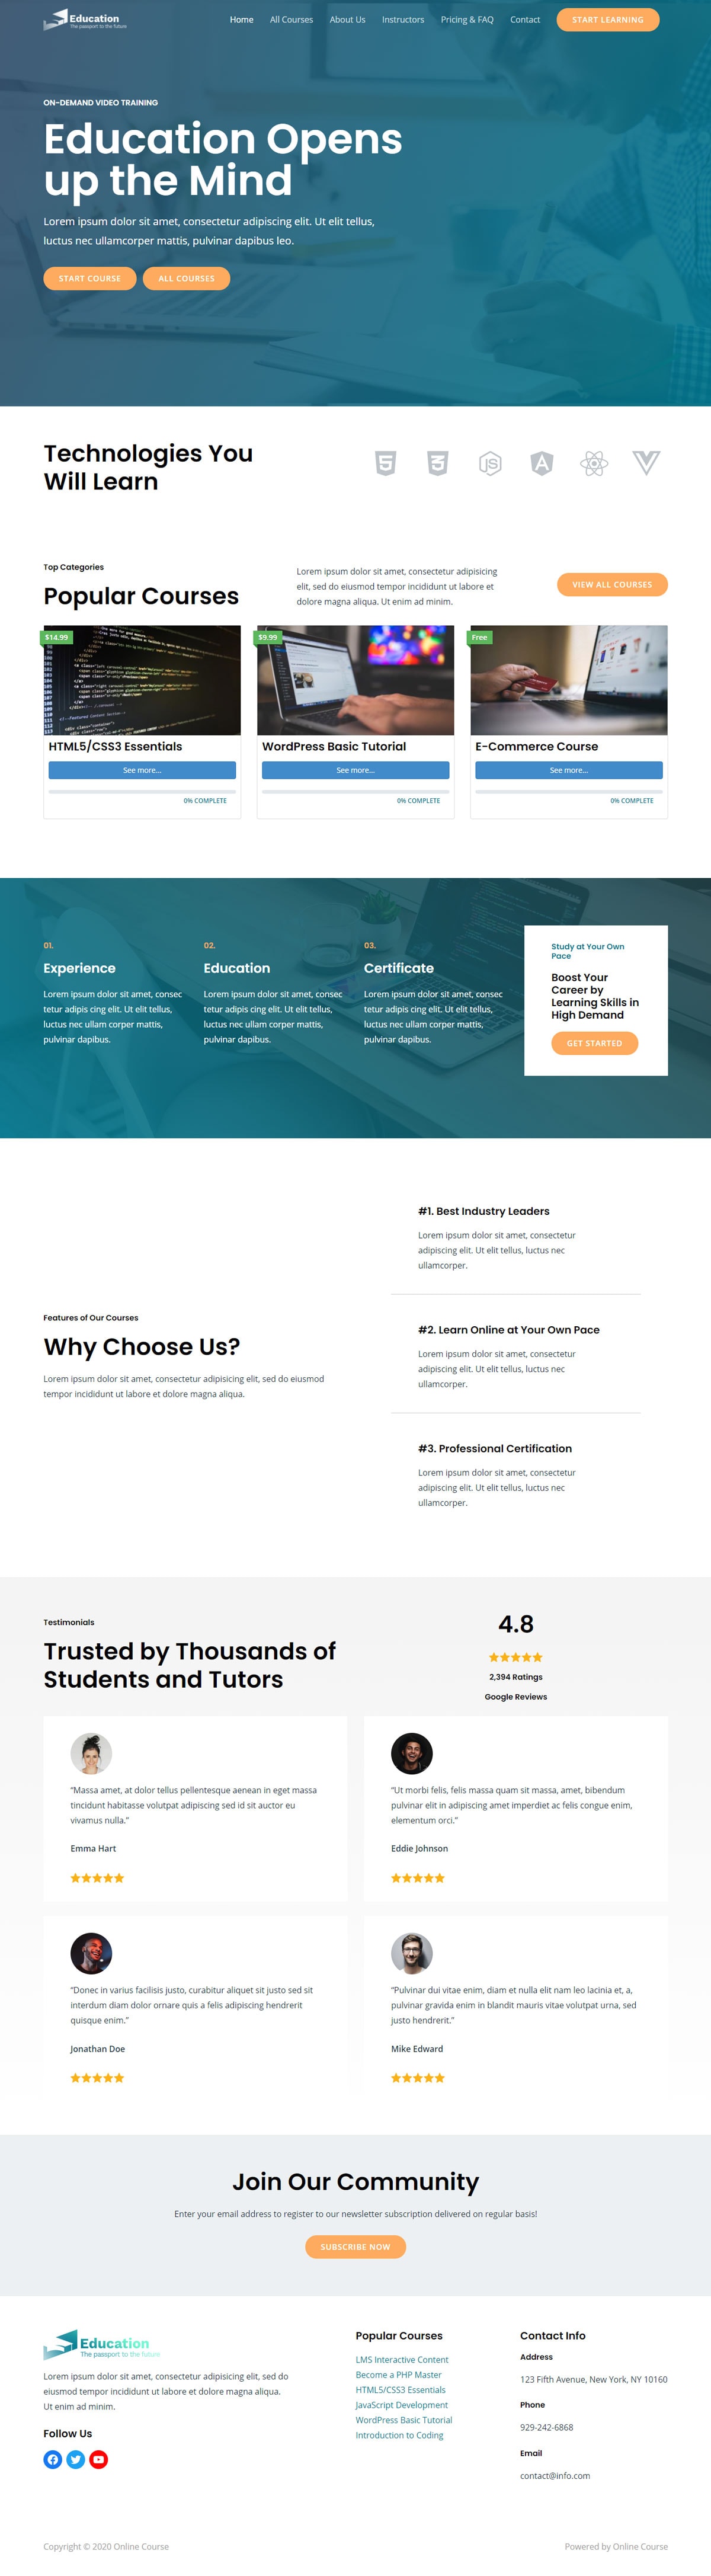 Education
The passport to the future
Home
All Courses
About Us
Instructors
Pricing & FAQ
Contact
START LEARNING
ON-DEMAND VIDEO TRAINING
Education Opens
up the Mind
Lorem ipsum dolor sit amet, consectetur adipiscing elit. Ut elit tellus,
luctus nec ullamcorper mattis, pulvinar dapibus leo.
START COURSE
ALL COURSES
Technologies You
Will Learn
Top Categories
Popular Courses
Lorem ipsum dolor sit amet, consectetur adipisicing
elit, sed do eiusmod tempor incididunt ut labore et
dolore magna aliqua. Ut enim ad minim.
VIEW ALL COURSES
$14.99
HTML5/CSS3 Essentials
See more...
0% COMPLETE
$9.99
WordPress Basic Tutorial
See more...
0% COMPLETE
Free
E-Commerce Course
See more...
0% COMPLETE
01.
Experience
Lorem ipsum dolor sit amet, consec
tetur adipis cing elit. Ut elit tellus,
luctus nec ullam corper mattis,
pulvinar dapibus.
02.
Education
Lorem ipsum dolor sit amet, consec
tetur adipis cing elit. Ut elit tellus,
luctus nec ullam corper mattis,
pulvinar dapibus.
03.
Certificate
Lorem ipsum dolor sit amet, consec
tetur adipis cing elit. Ut elit tellus,
luctus nec ullam corper mattis,
pulvinar dapibus.
Study at Your Own
Pace
Boost Your
Career by
Learning Skills in
High Demand
GET STARTED
Features of Our Courses
Why Choose Us?
Lorem ipsum dolor sit amet, consectetur adipisicing elit, sed do eiusmod
tempor incididunt ut labore et dolore magna aliqua.
#1. Best Industry Leaders
Lorem ipsum dolor sit amet, consectetur
adipiscing elit. Ut elit tellus, luctus nec
ullamcorper.
#2. Learn Online at Your Own Pace
Lorem ipsum dolor sit amet, consectetur
adipiscing elit. Ut elit tellus, luctus nec
ullamcorper.
#3. Professional Certification
Lorem ipsum dolor sit amet, consectetur
adipiscing elit. Ut elit tellus, luctus nec
ullamcorper.
Testimonials
Trusted by Thousands of
Students and Tutors
4.8
2,394 Ratings
Google Reviews
“Massa amet, at dolor tellus pellentesque aenean in eget massa
tincidunt habitasse volutpat adipiscing sed id sit auctor eu
vivamus nulla.”
Emma Hart
“Ut morbi felis, felis massa quam sit massa, amet, bibendum
pulvinar elit in adipiscing amet imperdiet ac felis congue enim,
elementum orci.”
Eddie Johnson
“Donec in varius facilisis justo, curabitur aliquet sit justo sed sit
interdum diam dolor ornare quis a felis adipiscing hendrerit
quisque enim.”
Jonathan Doe
“Pulvinar dui vitae enim, diam et nulla elit nam leo lacinia et, a,
pulvinar gravida enim in blandit mauris vitae volutpat urna, sed
justo hendrerit.”
Mike Edward
Join Our Community
Enter your email address to register to our newsletter subscription delivered on regular basis!
SUBSCRIBE NOW
Education
The passport to the future
Lorem ipsum dolor sit amet, consectetur adipisicing elit, sed do
eiusmod tempor incididunt ut labore et dolore magna aliqua.
Ut enim ad minim.
Follow Us
Popular Courses
LMS Interactive Content
Become a PHP Master
HTML5/CSS3 Essentials
JavaScript Development
WordPress Basic Tutorial
Introduction to Coding
Contact Info
Address
123 Fifth Avenue, New York, NY 10160
Phone
929-242-6868
Email
contact@info.com
Copyright © 2020 Online Course
Powered by Online Course